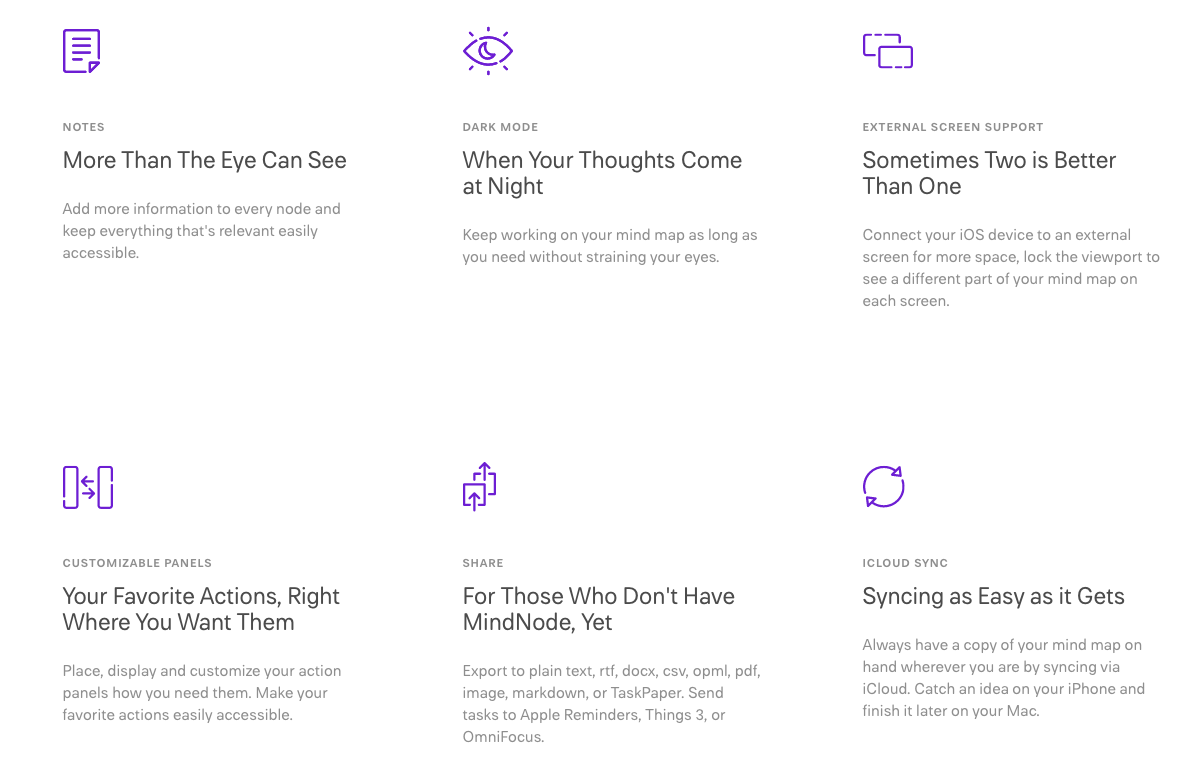 NOTES
More Than The Eye Can See
Add more information to every node and
keep everything that's relevant easily
accessible.
DARK MODE
When Your Thoughts Come
at Night
Keep working on your mind map as long as
you need without straining your eyes.
EXTERNAL SCREEN SUPPORT
Sometimes Two is Better
Than One
Connect your iOS device to an external
screen for more space, lock the viewport to
see a different part of your mind map on
each screen.
CUSTOMIZABLE PANELS
Your Favorite Actions, Right
Where You Want Them
Place, display and customize your action
panels how you need them. Make your
favorite actions easily accessible.
SHARE
For Those Who Don't Have
MindNode, Yet
Export to plain text, rtf, docx, csv, opml, pdf,
image, markdown, or TaskPaper. Send
tasks to Apple Reminders, Things 3, or
OmniFocus.
ICLOUD SYNC
Syncing as Easy as it Gets
Always have a copy of your mind map on
hand wherever you are by syncing via
iCloud. Catch an idea on your iPhone and
finish it later on your Mac.